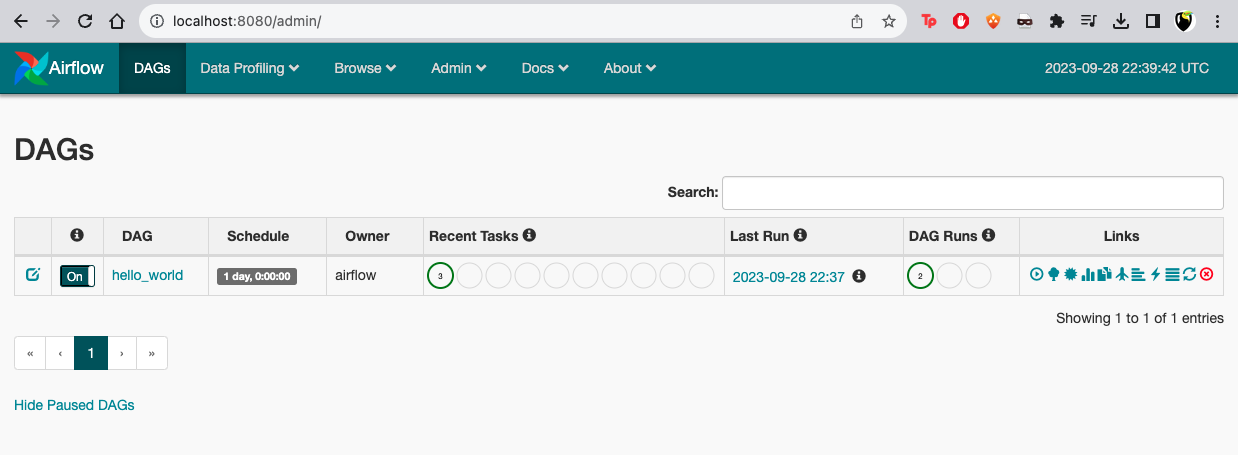 localhost:8080/admin/
Tp
Airflow DAGs Data Profiling Browse Admin Docs About 2023-09-28 22:39:42 UTC
DAGs
Search:
DAG Schedule Owner Recent Tasks Last Run DAG Runs Links
On hello_world 1 day, 0:00:00 airflow 3 2023-09-28 22:37 2
Showing 1 to 1 of 1 entries
« ‹ 1 › »
Hide Paused DAGs